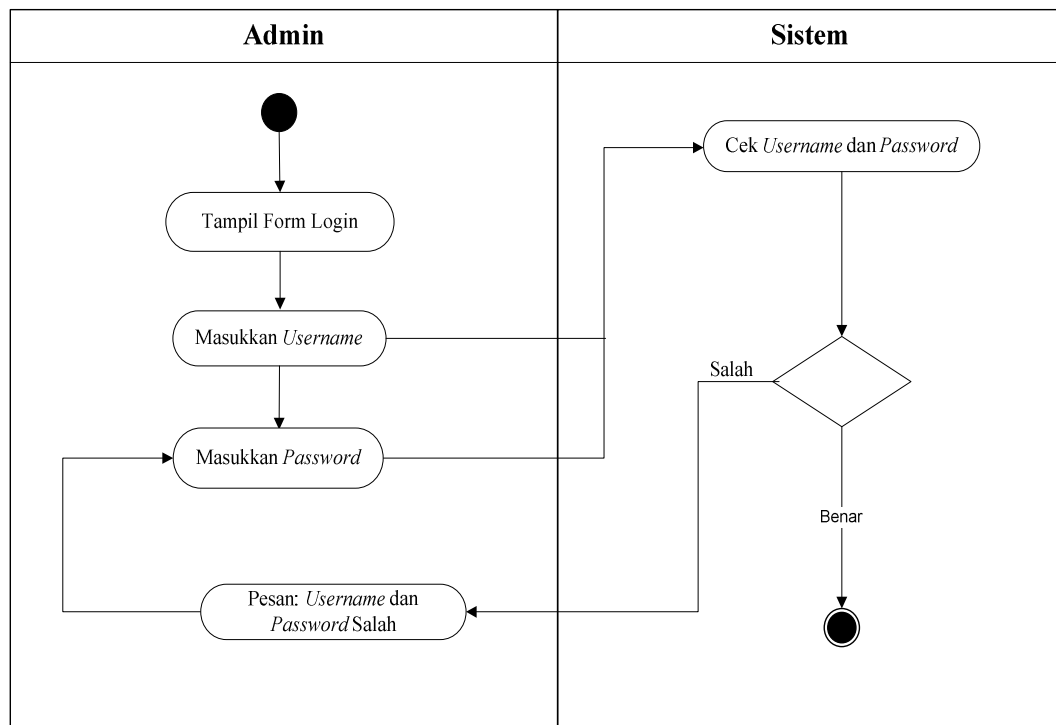 Admin
Sistem
Cek Username dan Password
Tampil Form Login
Masukkan Username
Salah
Masukkan Password
Benar
Pesan: Username dan
Password Salah